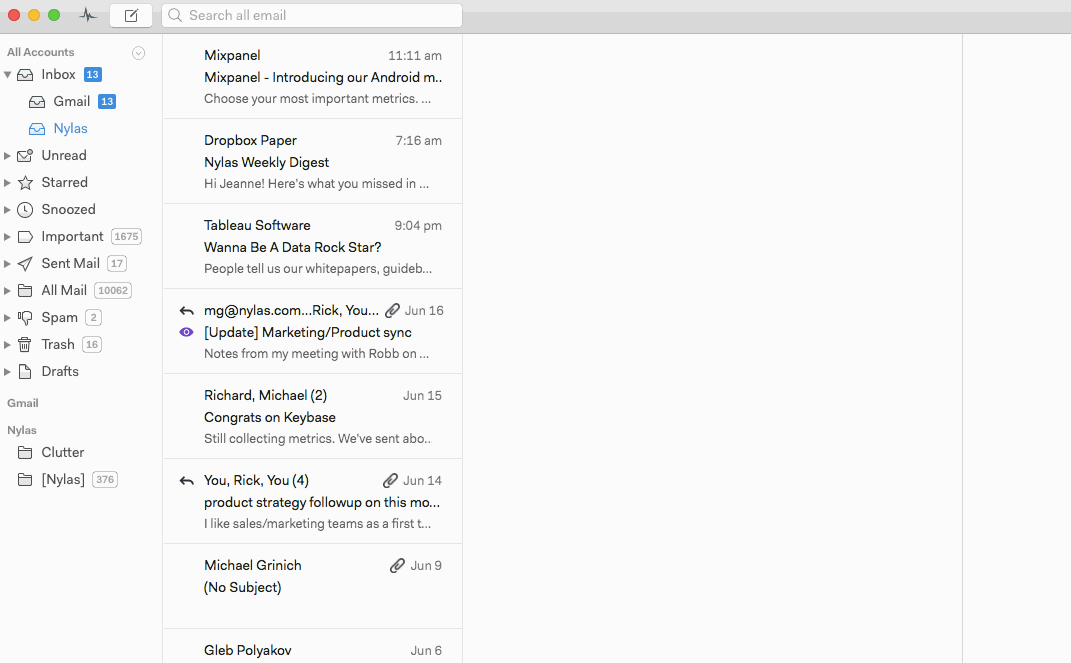 Search all email
All Accounts
Inbox 13
Gmail 13
Nylas
Unread
Starred
Snoozed
Important 1675
Sent Mail 17
All Mail 10062
Spam 2
Trash 16
Drafts
Gmail
Nylas
Clutter
[Nylas] 376
Mixpanel 11:11 am
Mixpanel - Introducing our Android m..
Choose your most important metrics. ...
Dropbox Paper 7:16 am
Nylas Weekly Digest
Hi Jeanne! Here's what you missed in ...
Tableau Software 9:04 pm
Wanna Be A Data Rock Star?
People tell us our whitepapers, guideb...
mg@nylas.com...Rick, You... Jun 16
[Update] Marketing/Product sync
Notes from my meeting with Robb on ...
Richard, Michael (2) Jun 15
Congrats on Keybase
Still collecting metrics. We've sent abo..
You, Rick, You (4) Jun 14
product strategy followup on this mo...
I like sales/marketing teams as a first t...
Michael Grinich Jun 9
(No Subject)
Gleb Polyakov Jun 6